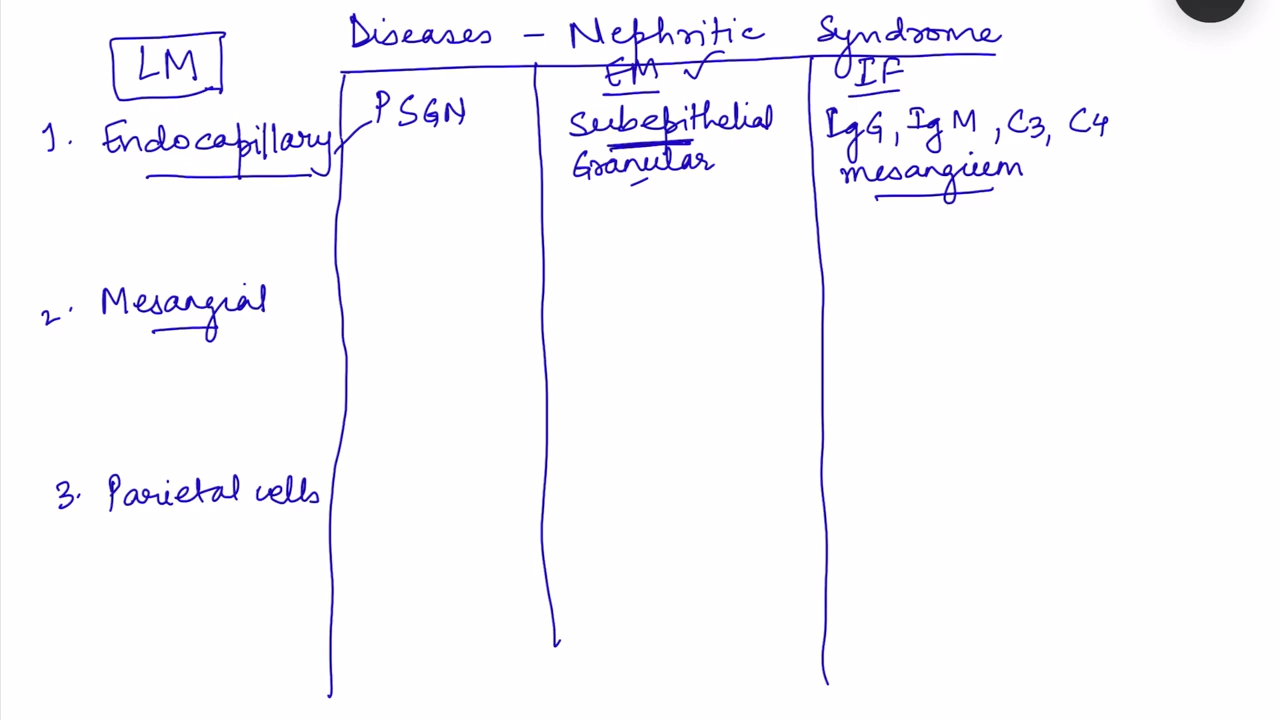 Diseases - Nephritic Syndrome
LM
EM ✓
IF
1. Endocapillary
PSGN
Subepithelial
Granular
IgG, IgM, C3, C4
mesangium
2. Mesangial
3. Parietal cells